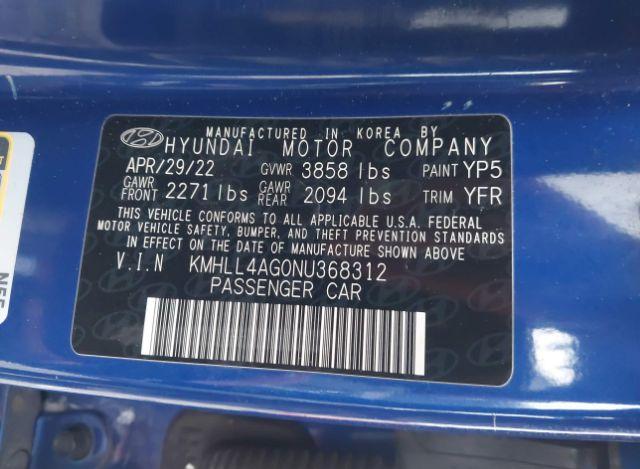 MANUFACTURED IN KOREA BY
HYUNDAI MOTOR COMPANY
APR/29/22 GVWR 3858 lbs PAINT YP5
GAWR FRONT 2271 lbs GAWR REAR 2094 lbs TRIM YFR
THIS VEHICLE CONFORMS TO ALL APPLICABLE U.S.A. FEDERAL
MOTOR VEHICLE SAFETY, BUMPER, AND THEFT PREVENTION STANDARDS
IN EFFECT ON THE DATE OF MANUFACTURE SHOWN ABOVE
V.I.N KMHLL4AG0NU368312
PASSENGER CAR